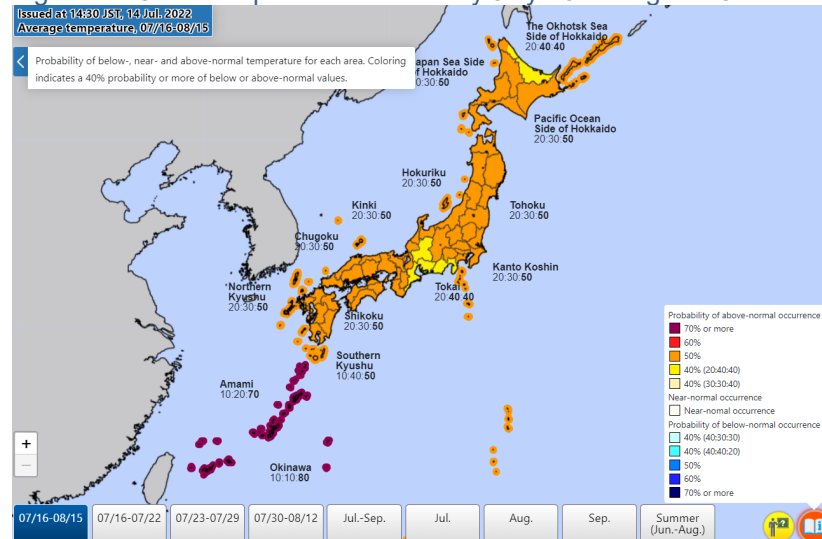 Issued at 14:30 JST, 14 Jul. 2022
Average temperature, 07/16-08/15
Probability of below-, near- and above-normal temperature for each area. Coloring
indicates a 40% probability or more of below or above-normal values.
The Okhotsk Sea
Side of Hokkaido
20:40:40
apan Sea Side
of Hokkaido
0:30:50
Pacific Ocean
Side of Hokkaido
20:30:50
Hokuriku
20:30:50
Kinki
20:30:50
Tohoku
20:30:50
Chugoku
20:30:50
Kanto Koshin
20:30:50
Tokai
20:40:40
Northern
Kyushu
20:30:50
Shikoku
20:30:50
Southern
Kyushu
10:40:50
Amami
10:20:70
Okinawa
10:10:80
Probability of above-normal occurrence
70% or more
60%
50%
40% (20:40:40)
40% (30:30:40)
Near-normal occurrence
Near-nomal occurrence
Probability of below-normal occurrence
40% (40:30:30)
40% (40:40:20)
50%
60%
70% or more
+
−
07/16-08/15
07/16-07/22
07/23-07/29
07/30-08/12
Jul.-Sep.
Jul.
Aug.
Sep.
Summer
(Jun.-Aug.)